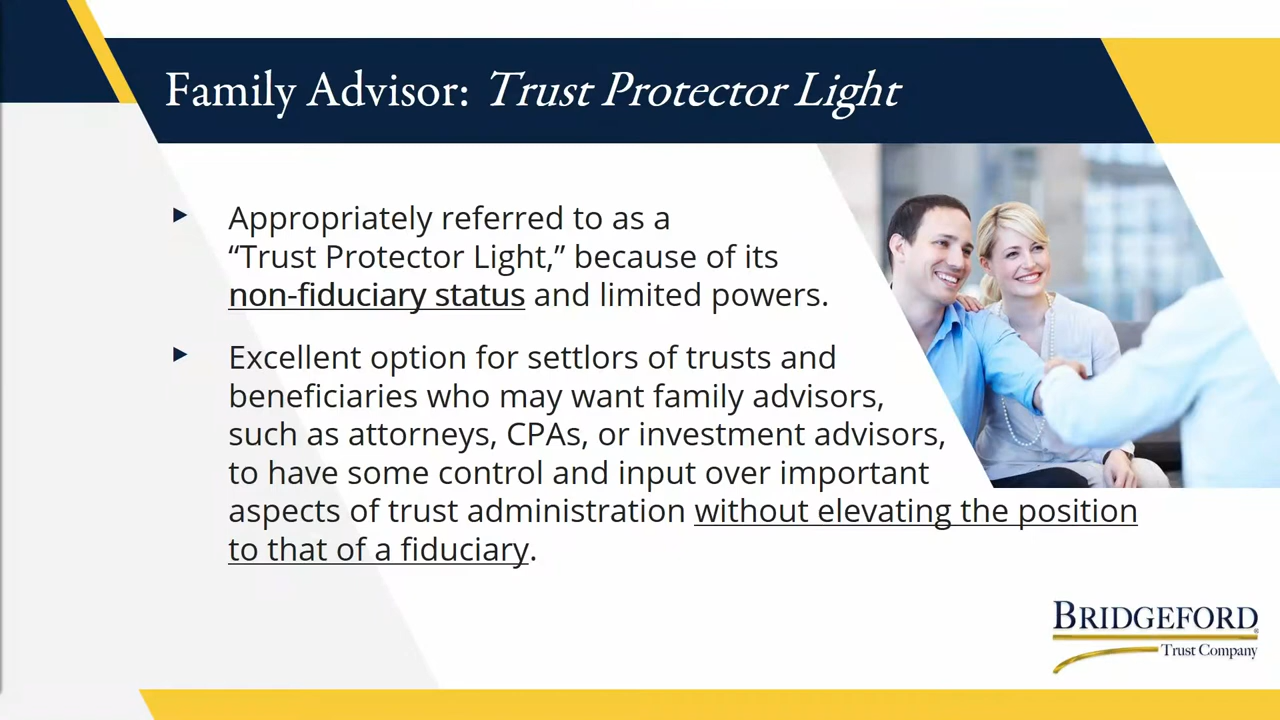 Family Advisor: Trust Protector Light
Appropriately referred to as a
“Trust Protector Light,” because of its
non-fiduciary status and limited powers.
Excellent option for settlors of trusts and
beneficiaries who may want family advisors,
such as attorneys, CPAs, or investment advisors,
to have some control and input over important
aspects of trust administration without elevating the position
to that of a fiduciary.
BRIDGEFORD®
Trust Company